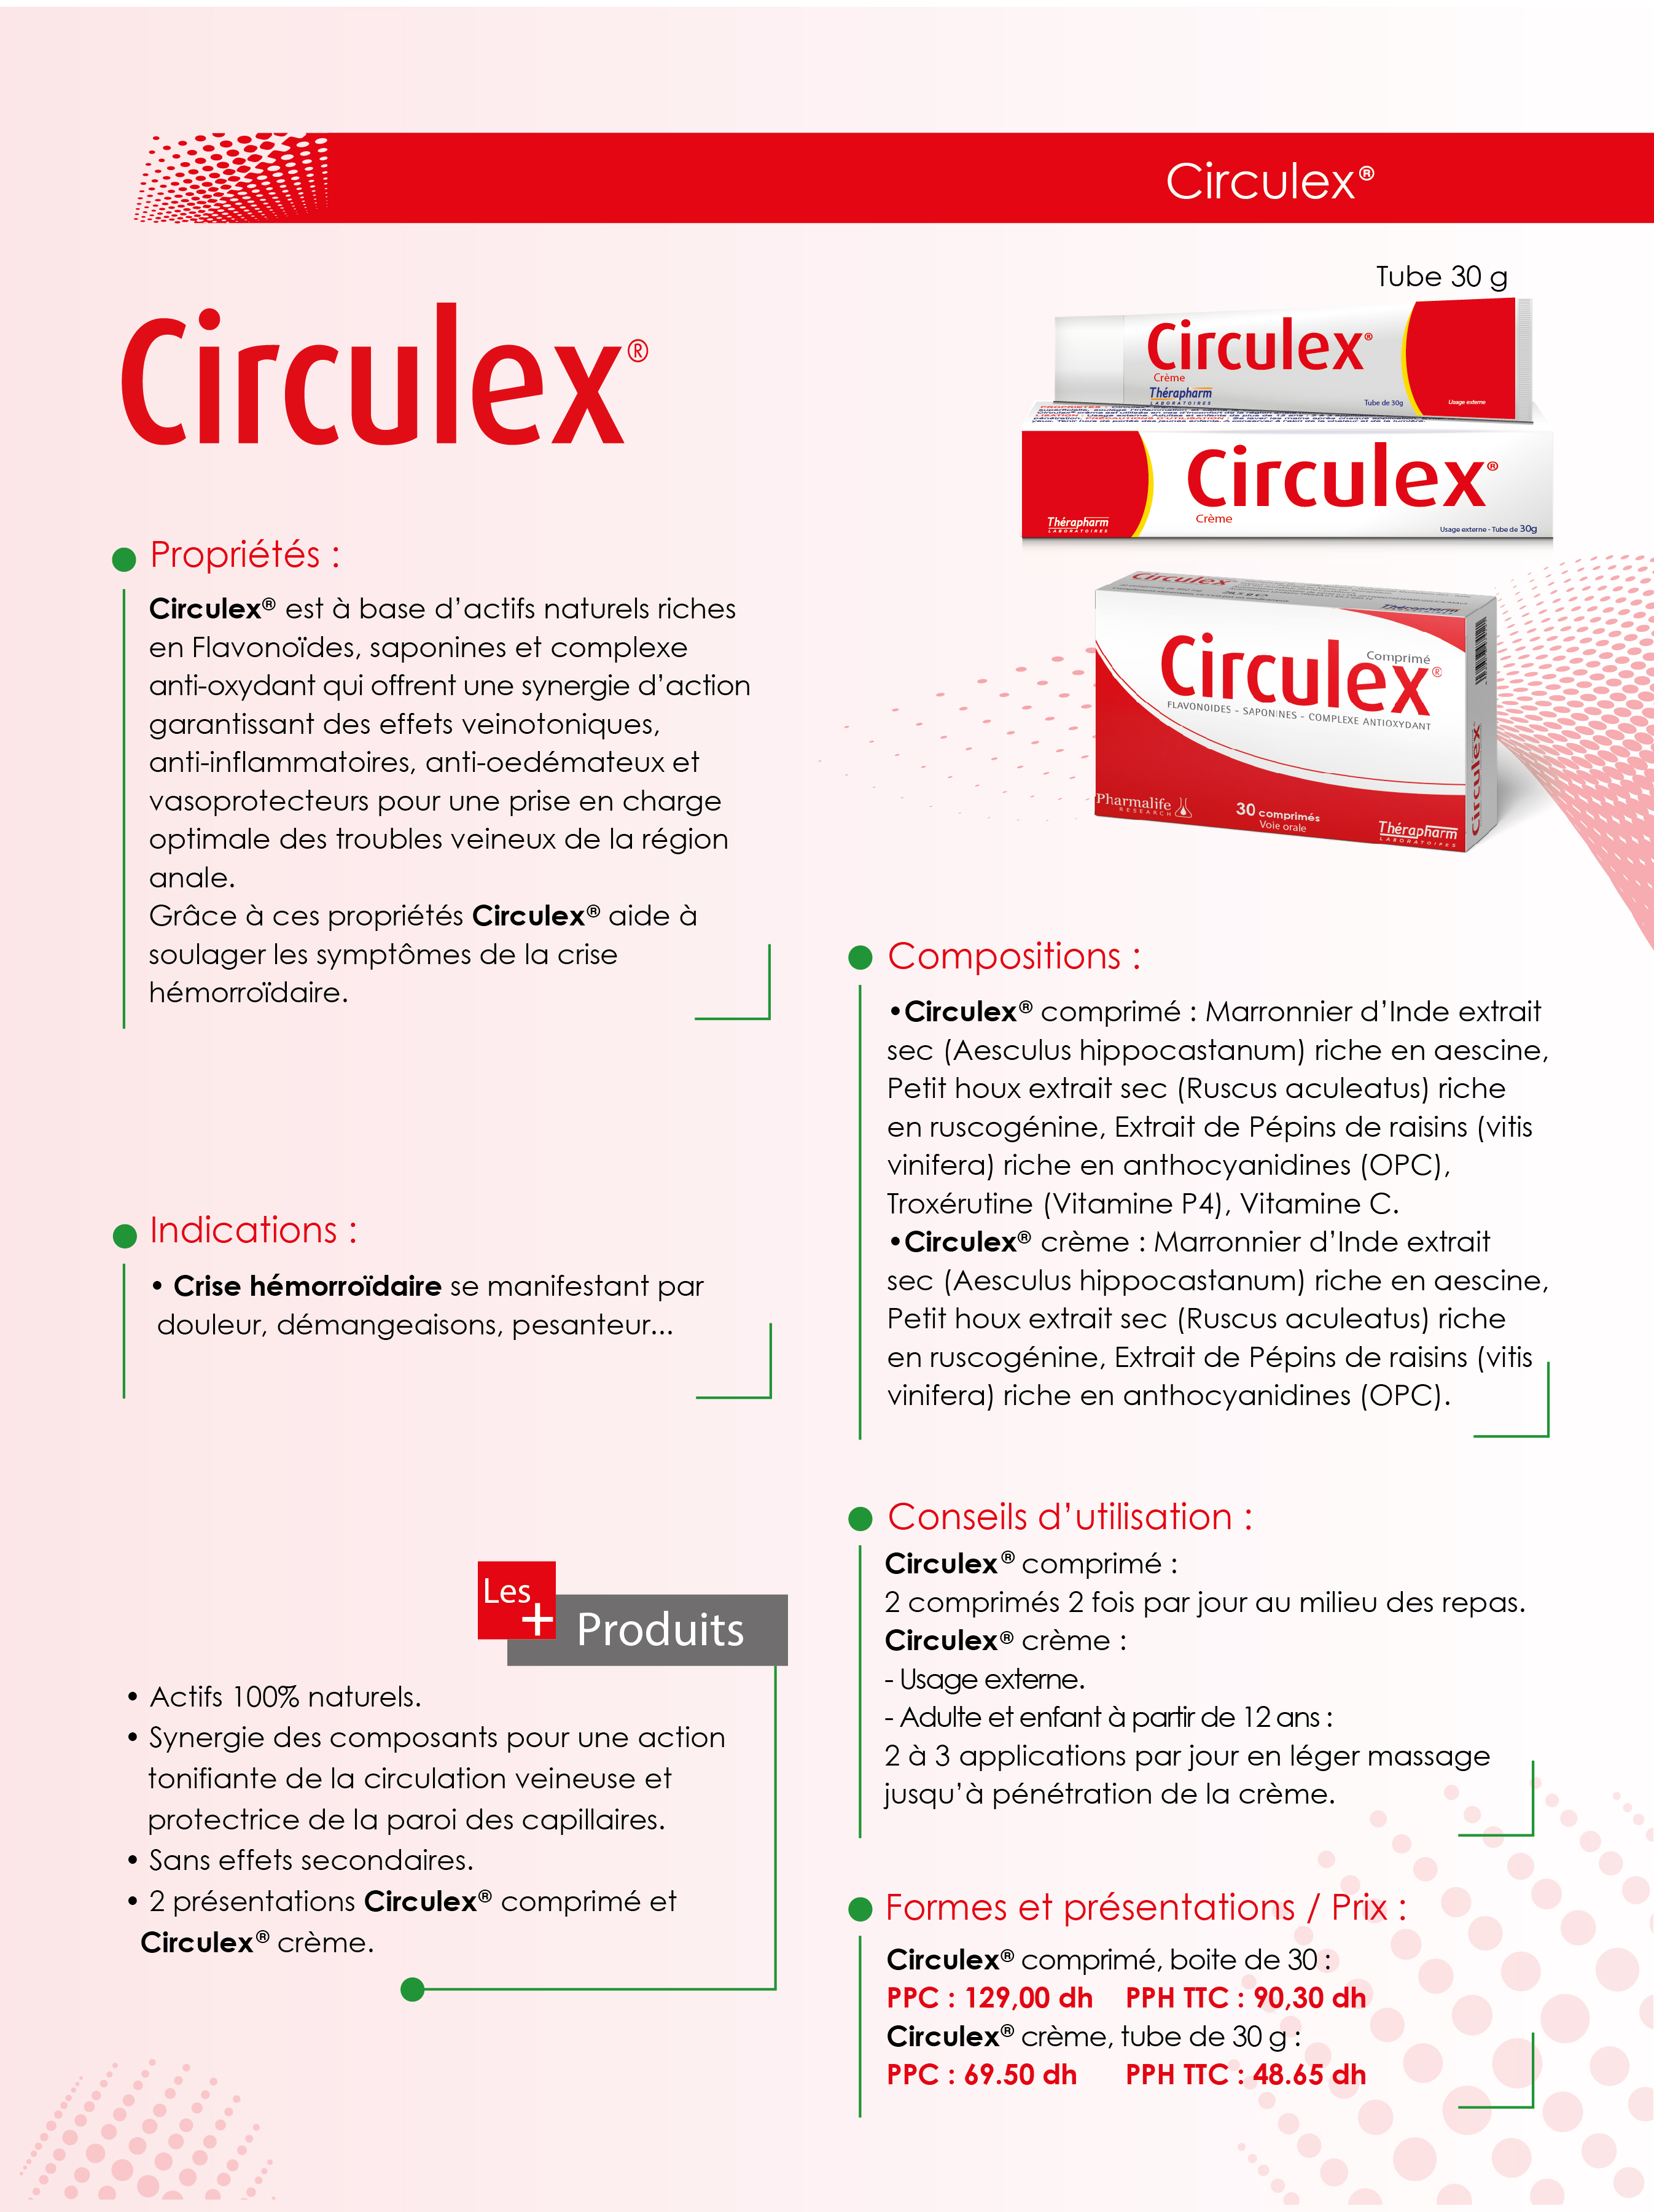 Circulex®
Circulex®
Tube 30 g
Circulex®
Crème
Thérapharm
LABORATOIRES
Tube de 30g
Usage externe
Circulex®
Crème
Thérapharm
LABORATOIRES
Usage externe - Tube de 30g
Circulex
Thérapharm
Comprimé
Circulex®
FLAVONOIDES - SAPONINES - COMPLEXE ANTIOXYDANT
Pharmalife
RESEARCH
30 comprimés
Voie orale
Thérapharm
LABORATOIRES
Circulex
Propriétés :
Circulex® est à base d’actifs naturels riches
en Flavonoïdes, saponines et complexe
anti-oxydant qui offrent une synergie d’action
garantissant des effets veinotoniques,
anti-inflammatoires, anti-oedémateux et
vasoprotecteurs pour une prise en charge
optimale des troubles veineux de la région
anale.
Grâce à ces propriétés Circulex® aide à
soulager les symptômes de la crise
hémorroïdaire.
Indications :
• Crise hémorroïdaire se manifestant par
douleur, démangeaisons, pesanteur...
Les +
Produits
• Actifs 100% naturels.
• Synergie des composants pour une action
tonifiante de la circulation veineuse et
protectrice de la paroi des capillaires.
• Sans effets secondaires.
• 2 présentations Circulex® comprimé et
Circulex® crème.
Compositions :
•Circulex® comprimé : Marronnier d’Inde extrait
sec (Aesculus hippocastanum) riche en aescine,
Petit houx extrait sec (Ruscus aculeatus) riche
en ruscogénine, Extrait de Pépins de raisins (vitis
vinifera) riche en anthocyanidines (OPC),
Troxérutine (Vitamine P4), Vitamine C.
•Circulex® crème : Marronnier d’Inde extrait
sec (Aesculus hippocastanum) riche en aescine,
Petit houx extrait sec (Ruscus aculeatus) riche
en ruscogénine, Extrait de Pépins de raisins (vitis
vinifera) riche en anthocyanidines (OPC).
Conseils d’utilisation :
Circulex® comprimé :
2 comprimés 2 fois par jour au milieu des repas.
Circulex® crème :
- Usage externe.
- Adulte et enfant à partir de 12 ans :
2 à 3 applications par jour en léger massage
jusqu’à pénétration de la crème.
Formes et présentations / Prix :
Circulex® comprimé, boite de 30 :
PPC : 129,00 dh PPH TTC : 90,30 dh
Circulex® crème, tube de 30 g :
PPC : 69.50 dh PPH TTC : 48.65 dh